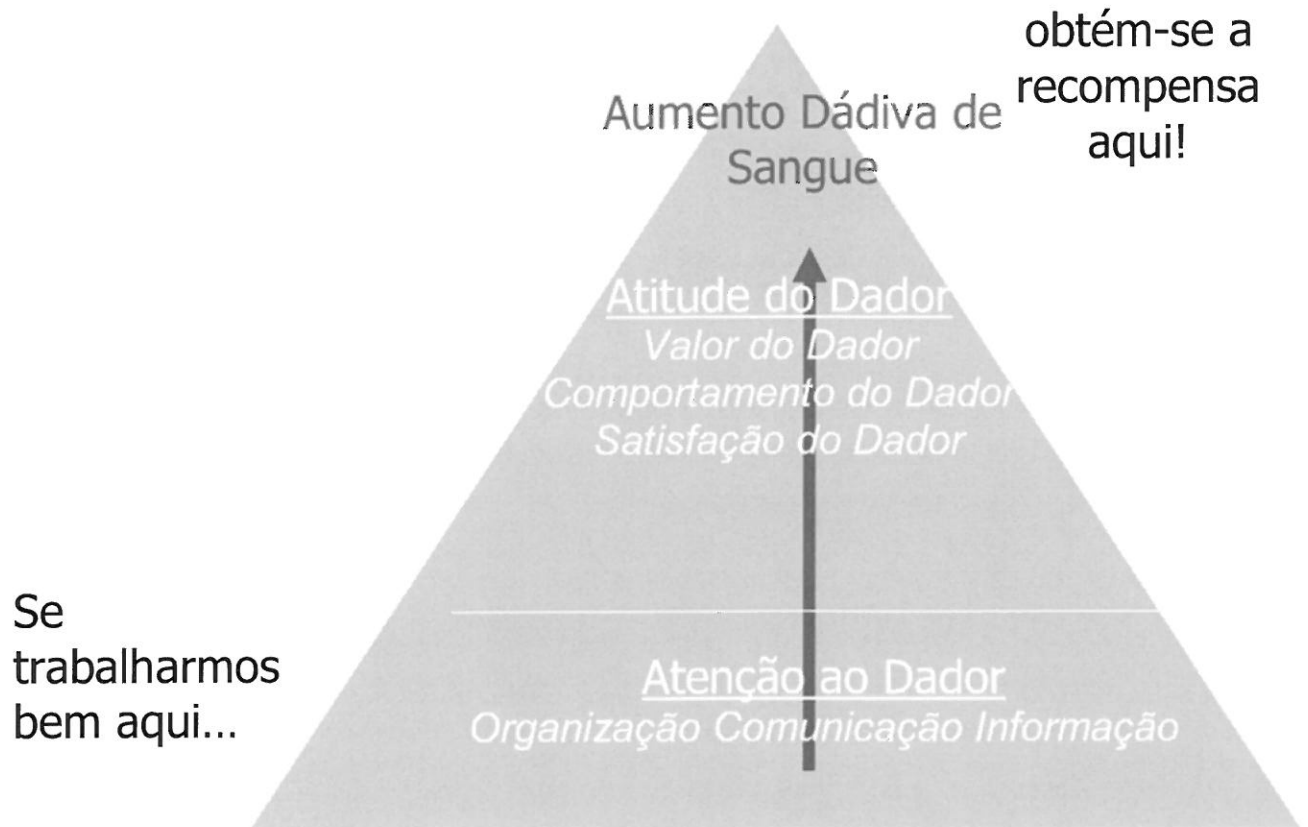 obtém-se a
recompensa
aqui!
Aumento Dádiva de
Sangue
Atitude do Dador
Valor do Dador
Comportamento do Dador
Satisfação do Dador
Se
trabalharmos
bem aqui...
Atenção ao Dador
Organização Comunicação Informação